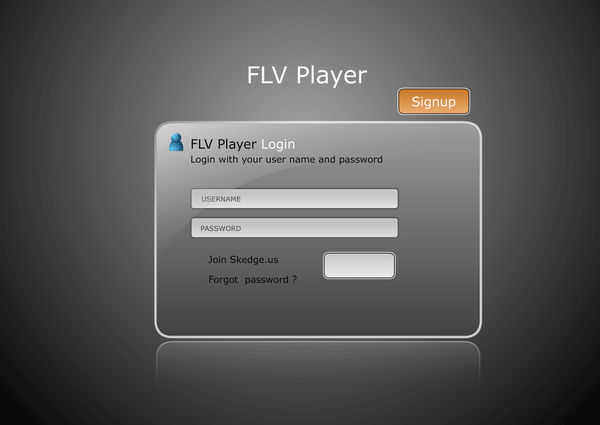 FLV Player
Signup
FLV Player Login
Login with your user name and password
USERNAME
PASSWORD
Join Skedge.us
Forgot  password ?